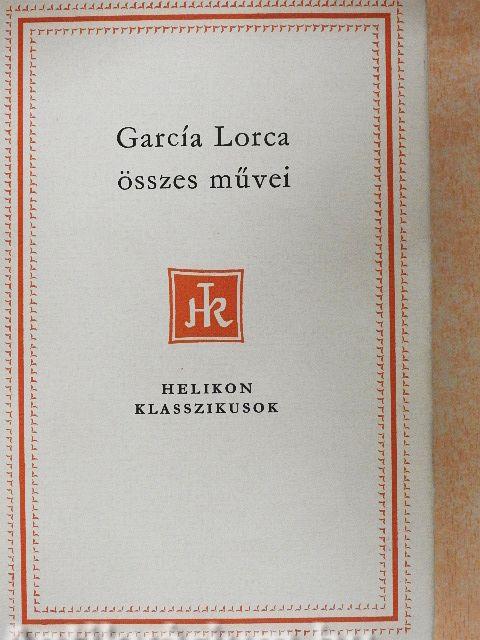 García Lorca
összes művei
HK
HELIKON
KLASSZIKUSOK